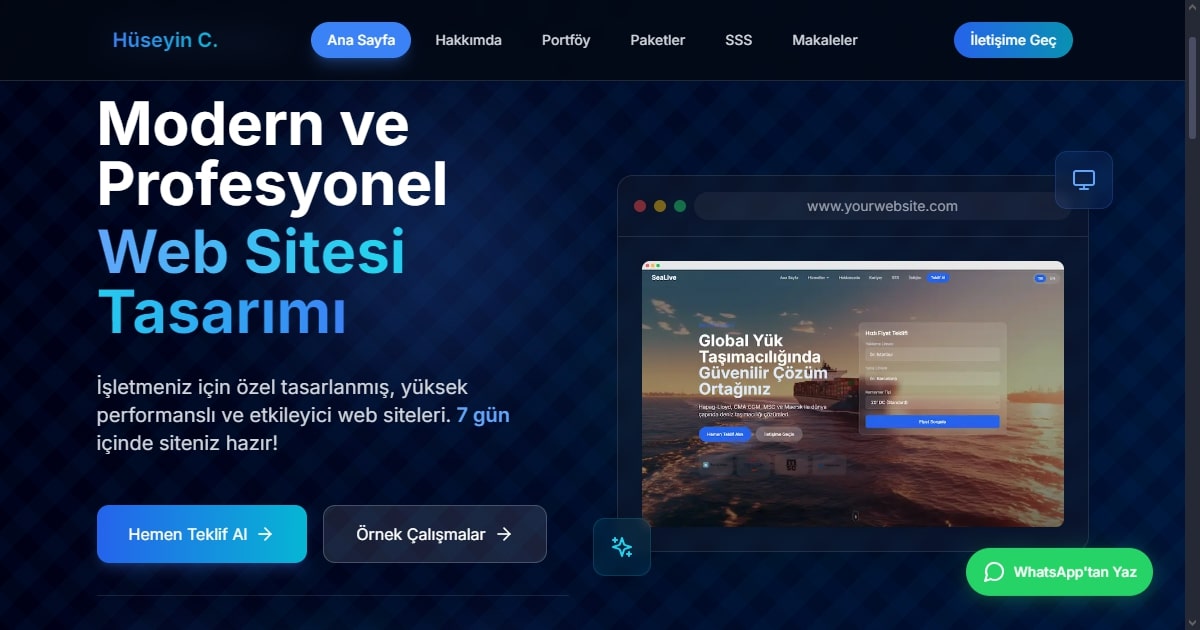 Hüseyin C.
Ana Sayfa
Hakkımda
Portföy
Paketler
SSS
Makaleler
İletişime Geç
Modern ve
Profesyonel
Web Sitesi
Tasarımı
İşletmeniz için özel tasarlanmış, yüksek
performanslı ve etkileyici web siteleri. 7 gün
içinde siteniz hazır!
Hemen Teklif Al
Örnek Çalışmalar
www.yourwebsite.com
SeaLive
Ana Sayfa
Hizmetler
Hakkımızda
Kariyer
SSS
İletişim
Teklif Al
Global Yük
Taşımacılığında
Güvenilir Çözüm
Ortağınız
Hapag-Lloyd, CMA CGM, MSC ve Maersk ile dünya
çapında deniz taşımacılığı çözümleri.
Hemen Teklif Alın
İletişime Geçin
Hızlı Fiyat Teklifi
Fiyat Sorgula
WhatsApp'tan Yaz